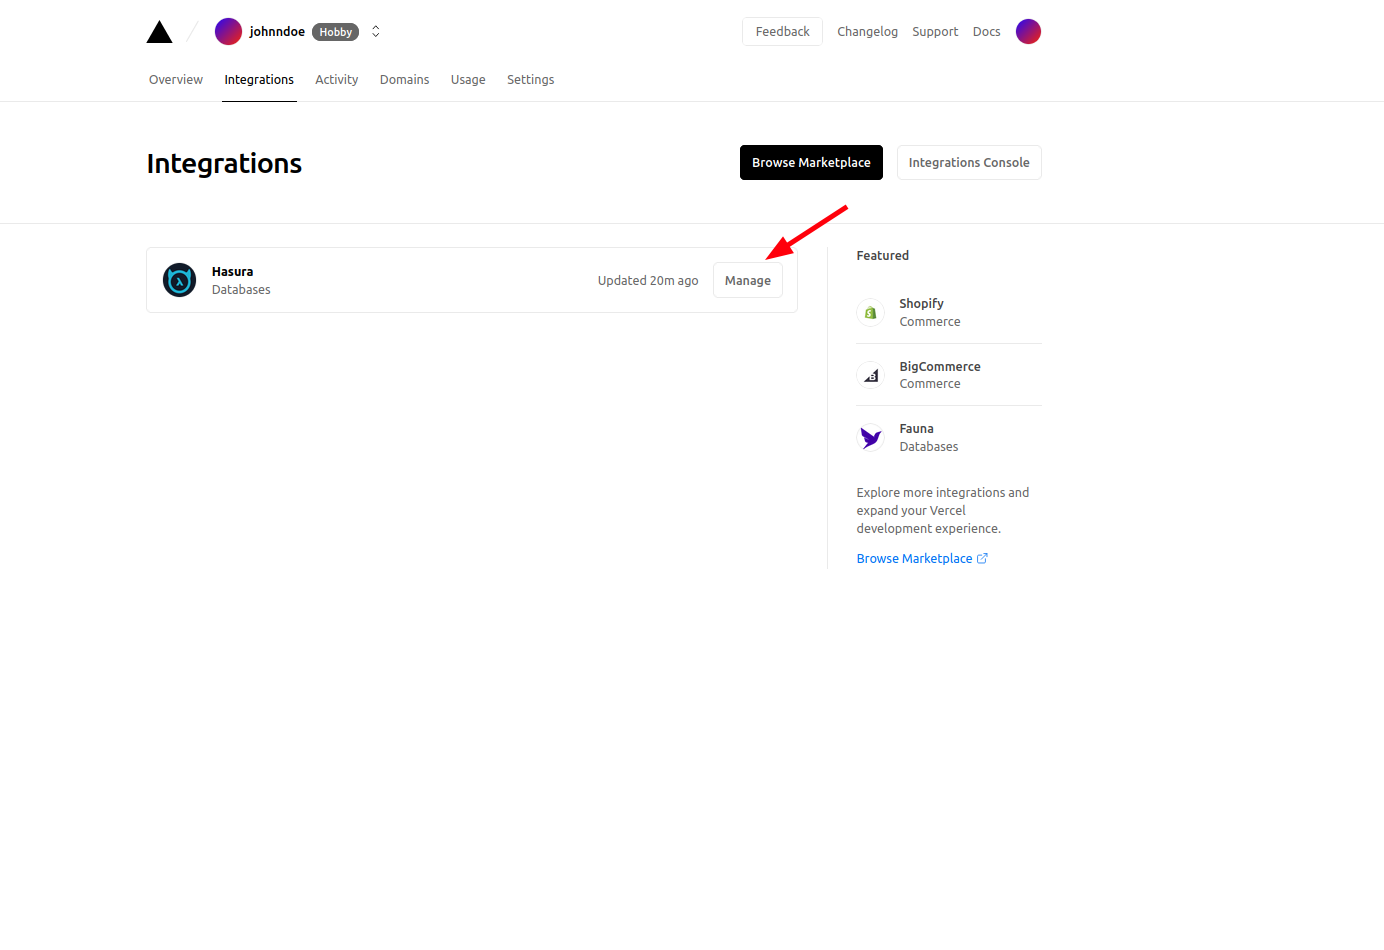 johnndoe Hobby
Feedback Changelog Support Docs
Overview Integrations Activity Domains Usage Settings
Integrations
Browse Marketplace Integrations Console
Hasura
Databases
Updated 20m ago Manage
Featured
Shopify
Commerce
BigCommerce
Commerce
Fauna
Databases
Explore more integrations and
expand your Vercel
development experience.
Browse Marketplace